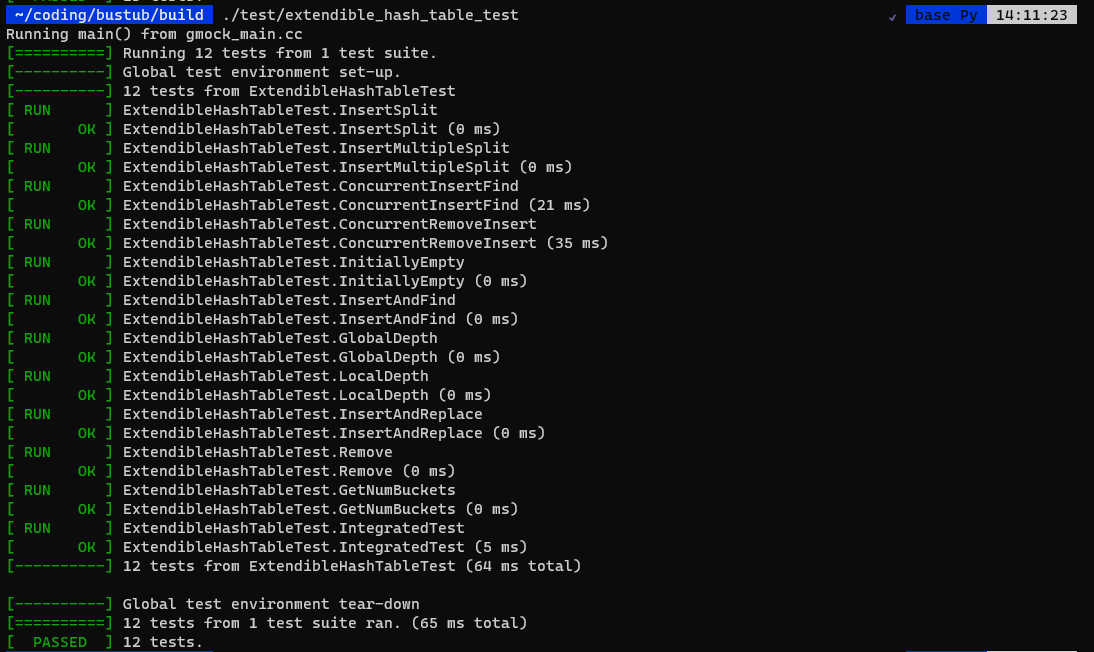 ~/coding/bustub/build ./test/extendible_hash_table_test ✓ base Py 14:11:23
Running main() from gmock_main.cc
[==========] Running 12 tests from 1 test suite.
[----------] Global test environment set-up.
[----------] 12 tests from ExtendibleHashTableTest
[ RUN      ] ExtendibleHashTableTest.InsertSplit
[       OK ] ExtendibleHashTableTest.InsertSplit (0 ms)
[ RUN      ] ExtendibleHashTableTest.InsertMultipleSplit
[       OK ] ExtendibleHashTableTest.InsertMultipleSplit (0 ms)
[ RUN      ] ExtendibleHashTableTest.ConcurrentInsertFind
[       OK ] ExtendibleHashTableTest.ConcurrentInsertFind (21 ms)
[ RUN      ] ExtendibleHashTableTest.ConcurrentRemoveInsert
[       OK ] ExtendibleHashTableTest.ConcurrentRemoveInsert (35 ms)
[ RUN      ] ExtendibleHashTableTest.InitiallyEmpty
[       OK ] ExtendibleHashTableTest.InitiallyEmpty (0 ms)
[ RUN      ] ExtendibleHashTableTest.InsertAndFind
[       OK ] ExtendibleHashTableTest.InsertAndFind (0 ms)
[ RUN      ] ExtendibleHashTableTest.GlobalDepth
[       OK ] ExtendibleHashTableTest.GlobalDepth (0 ms)
[ RUN      ] ExtendibleHashTableTest.LocalDepth
[       OK ] ExtendibleHashTableTest.LocalDepth (0 ms)
[ RUN      ] ExtendibleHashTableTest.InsertAndReplace
[       OK ] ExtendibleHashTableTest.InsertAndReplace (0 ms)
[ RUN      ] ExtendibleHashTableTest.Remove
[       OK ] ExtendibleHashTableTest.Remove (0 ms)
[ RUN      ] ExtendibleHashTableTest.GetNumBuckets
[       OK ] ExtendibleHashTableTest.GetNumBuckets (0 ms)
[ RUN      ] ExtendibleHashTableTest.IntegratedTest
[       OK ] ExtendibleHashTableTest.IntegratedTest (5 ms)
[----------] 12 tests from ExtendibleHashTableTest (64 ms total)
[----------] Global test environment tear-down
[==========] 12 tests from 1 test suite ran. (65 ms total)
[  PASSED  ] 12 tests.